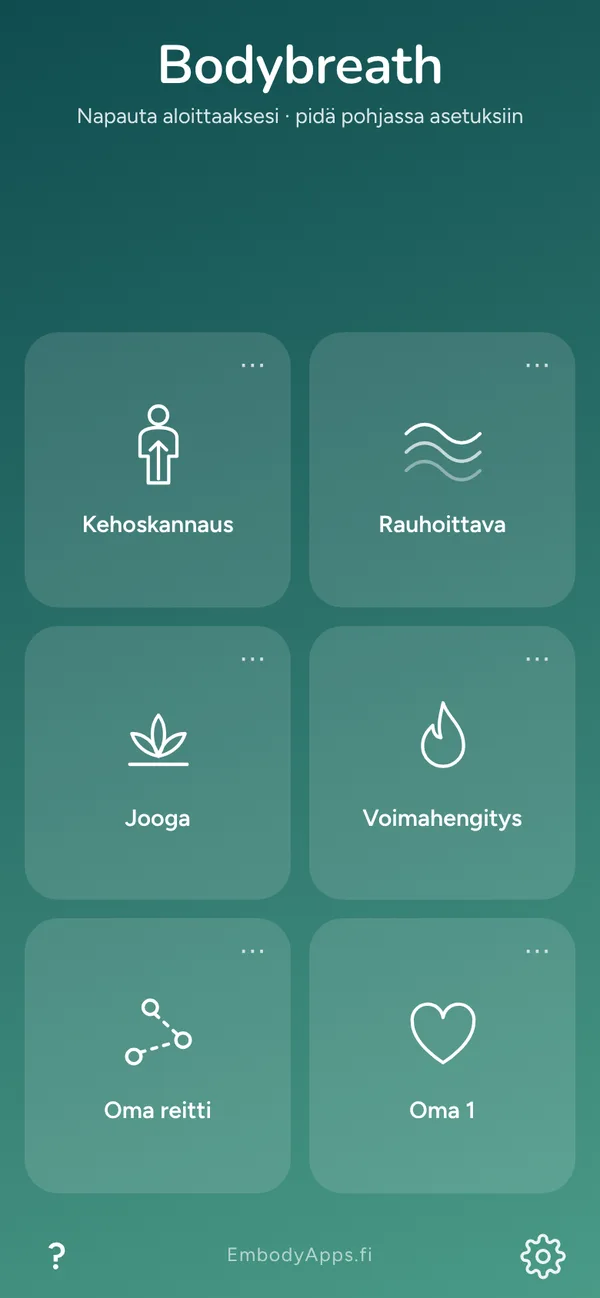 Bodybreath
Napauta aloittaaksesi · pidä pohjassa asetuksiin
Kehoskannaus
Rauhoittava
Jooga
Voimahengitys
Oma reitti
Oma 1
?
EmbodyApps.fi